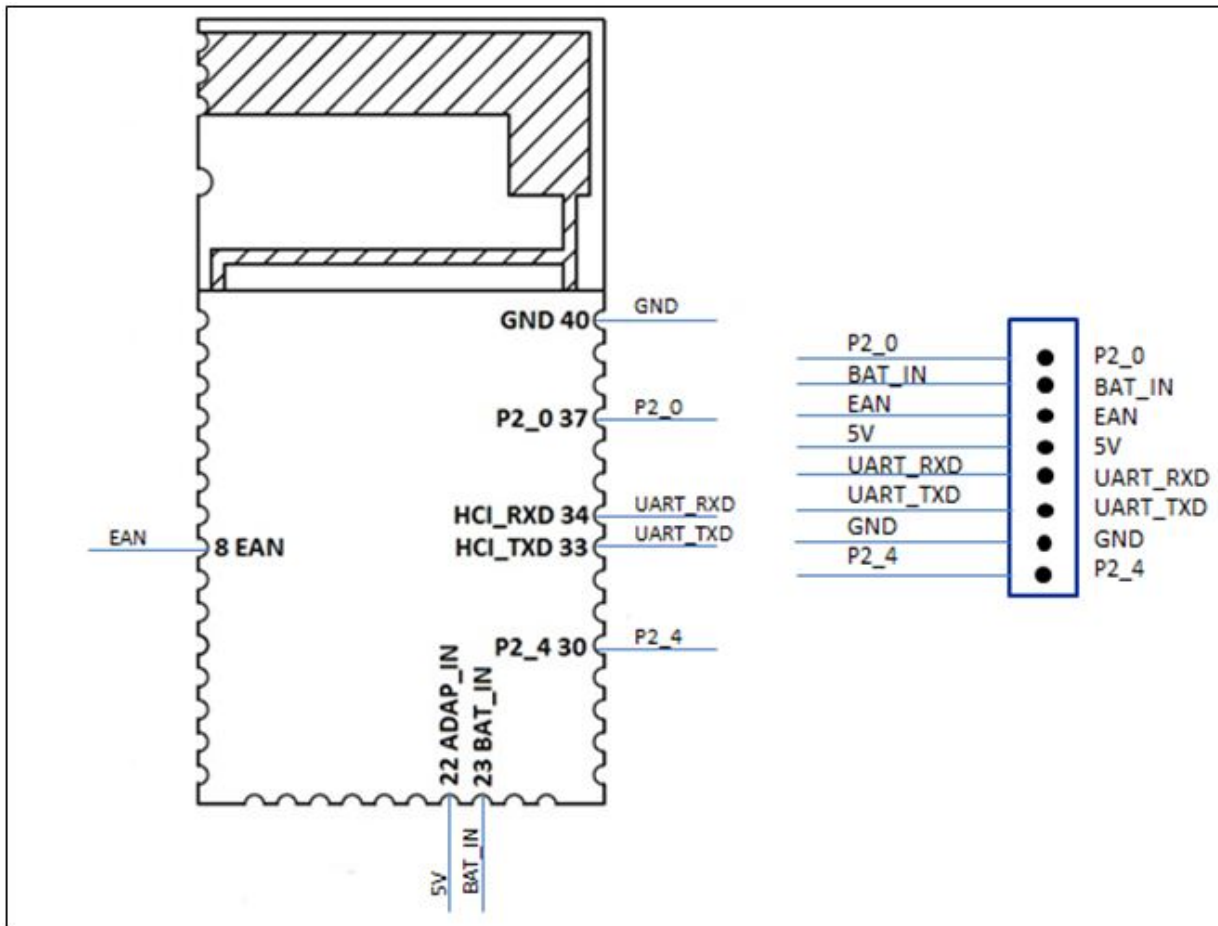 GND 40
GND
P2_0 37
P2_0
HCI_RXD 34
UART_RXD
HCI_TXD 33
UART_TXD
EAN
8 EAN
P2_4 30
P2_4
22 ADAP_IN
23 BAT_IN
5V
BAT_IN
P2_0
BAT_IN
EAN
5V
UART_RXD
UART_TXD
GND
P2_4
P2_0
BAT_IN
EAN
5V
UART_RXD
UART_TXD
GND
P2_4